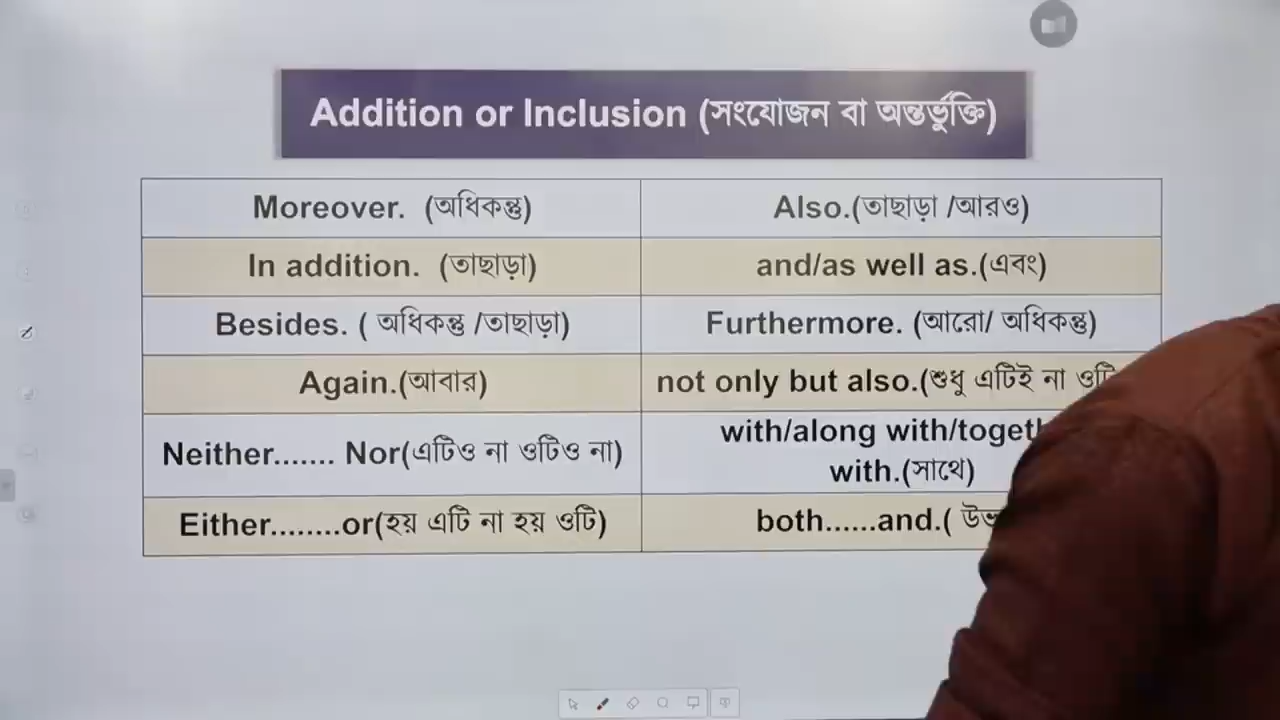 Addition or Inclusion (সংযোজন বা অন্তর্ভুক্তি)
Moreover. (অধিকন্তু)
Also.(তাছাড়া /আরও)
In addition. (তাছাড়া)
and/as well as.(এবং)
Besides. ( অধিকন্তু /তাছাড়া)
Furthermore. (আরো/ অধিকন্তু)
Again.(আবার)
not only but also.(শুধু এটিই না
Neither....... Nor(এটিও না ওটিও না)
with/along with/
with.(সাথে)
Either........or(হয় এটি না হয় ওটি)
both......and.(